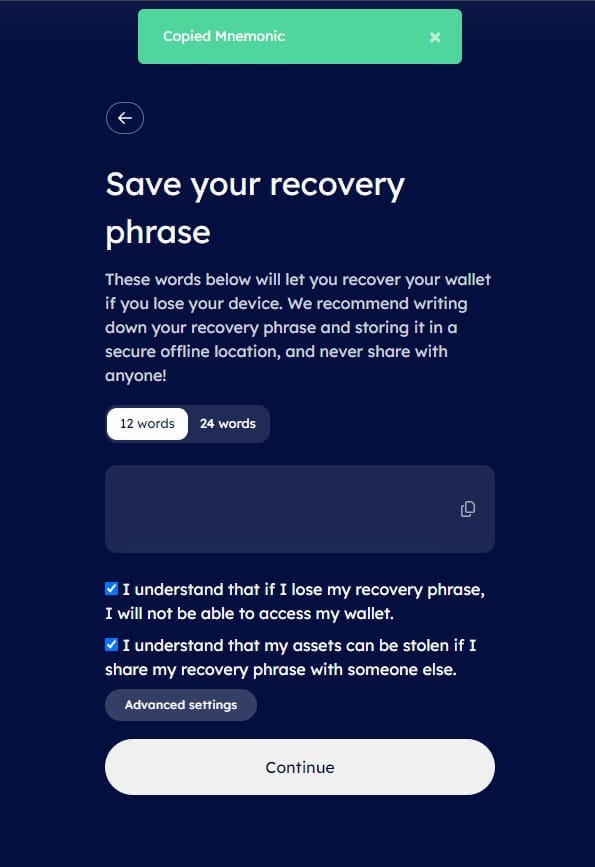 Copied Mnemonic
Save your recovery
phrase
These words below will let you recover your wallet
if you lose your device. We recommend writing
down your recovery phrase and storing it in a
secure offline location, and never share with
anyone!
12 words 24 words
I understand that if I lose my recovery phrase,
I will not be able to access my wallet.
I understand that my assets can be stolen if I
share my recovery phrase with someone else.
Advanced settings
Continue